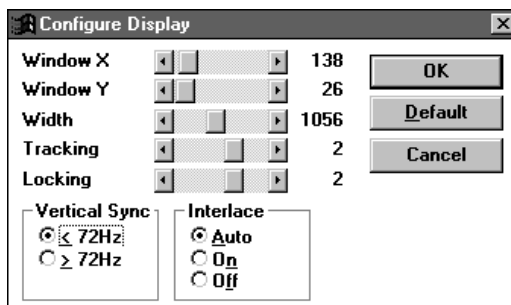 Configure Display
Window X 138
Window Y 26
Width 1056
Tracking 2
Locking 2
OK
Default
Cancel
Vertical Sync
< 72Hz
> 72Hz
Interlace
Auto
On
Off